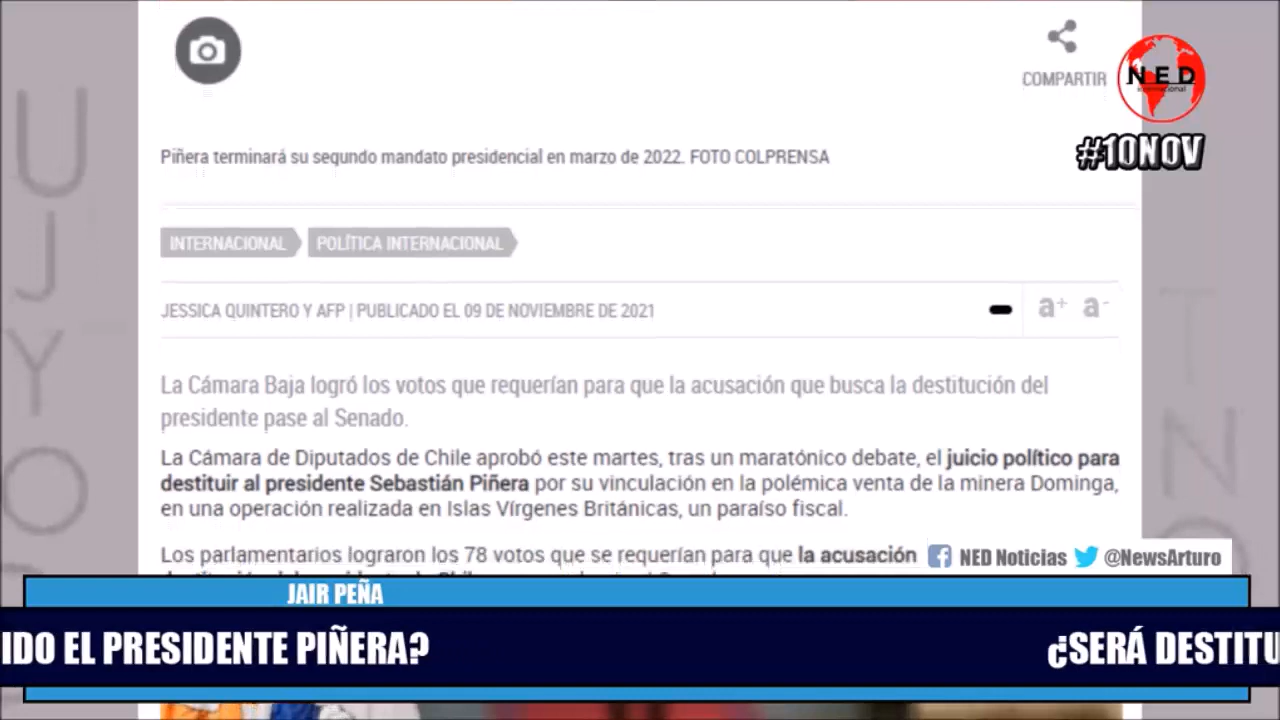 COMPARTIR
NED
internacional
#10NOV
Piñera terminará su segundo mandato presidencial en marzo de 2022. FOTO COLPRENSA
INTERNACIONAL
POLÍTICA INTERNACIONAL
JESSICA QUINTERO Y AFP | PUBLICADO EL 09 DE NOVIEMBRE DE 2021
a+ a-
La Cámara Baja logró los votos que requerían para que la acusación que busca la destitución del
presidente pase al Senado.
La Cámara de Diputados de Chile aprobó este martes, tras un maratónico debate, el juicio político para
destituir al presidente Sebastián Piñera por su vinculación en la polémica venta de la minera Dominga,
en una operación realizada en Islas Vírgenes Británicas, un paraíso fiscal.
Los parlamentarios lograron los 78 votos que se requerían para que la acusación
NED Noticias @NewsArturo
JAIR PEÑA
IDO EL PRESIDENTE PIÑERA? ¿SERÁ DESTITU